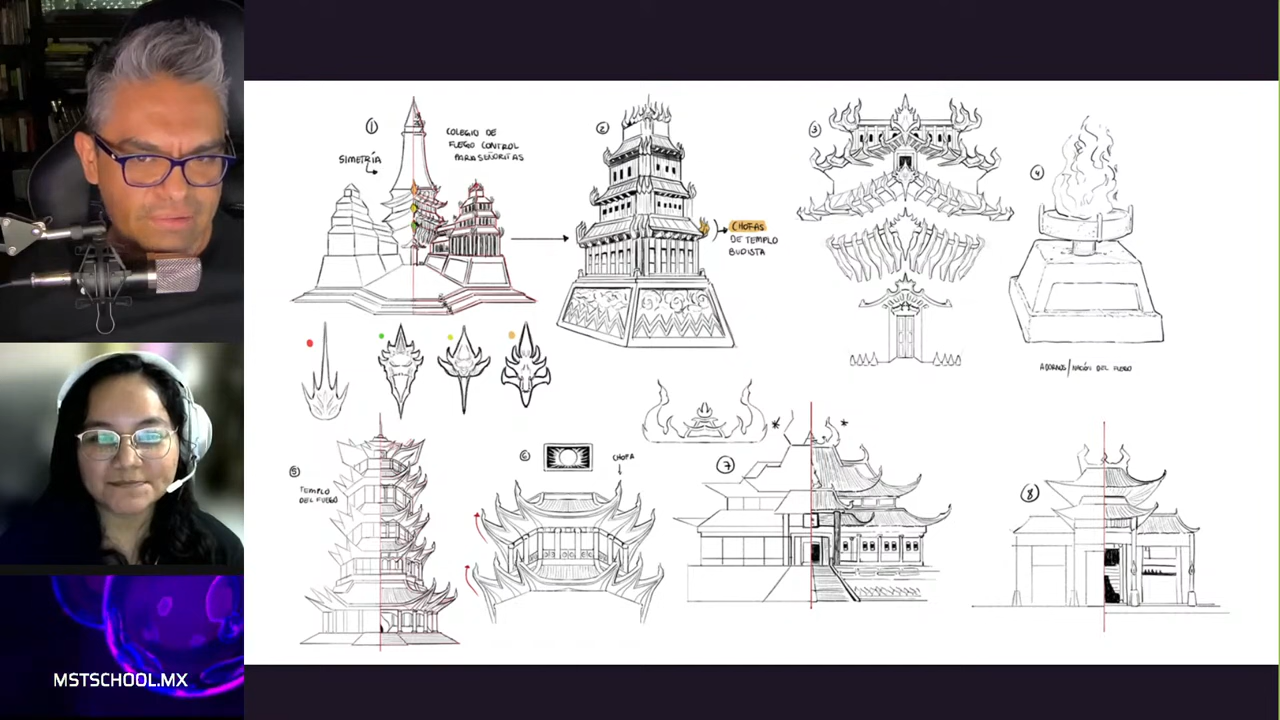 1
SIMETRÍA
COLEGIO DE
FUEGO CONTROL
PARA SEÑORITAS
2
CHOFAS
DE TEMPLO
BUDISTA
3
4
ADORNOS/NACIÓN DEL FUEGO
5
TEMPLO
DEL FUEGO
6
CHOFA
7
8
MSTSCHOOL.MX